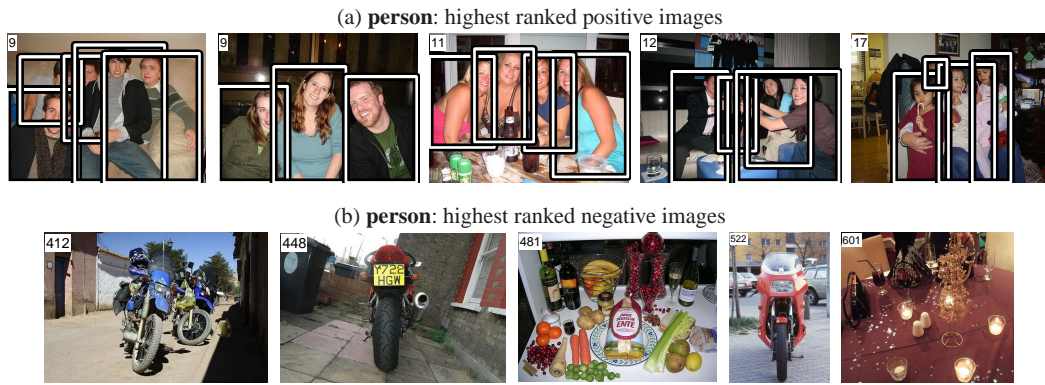 (a) person: highest ranked positive images
9
9
11
12
17
(b) person: highest ranked negative images
412
448
481
522
601
Y722
HGW
ENTE